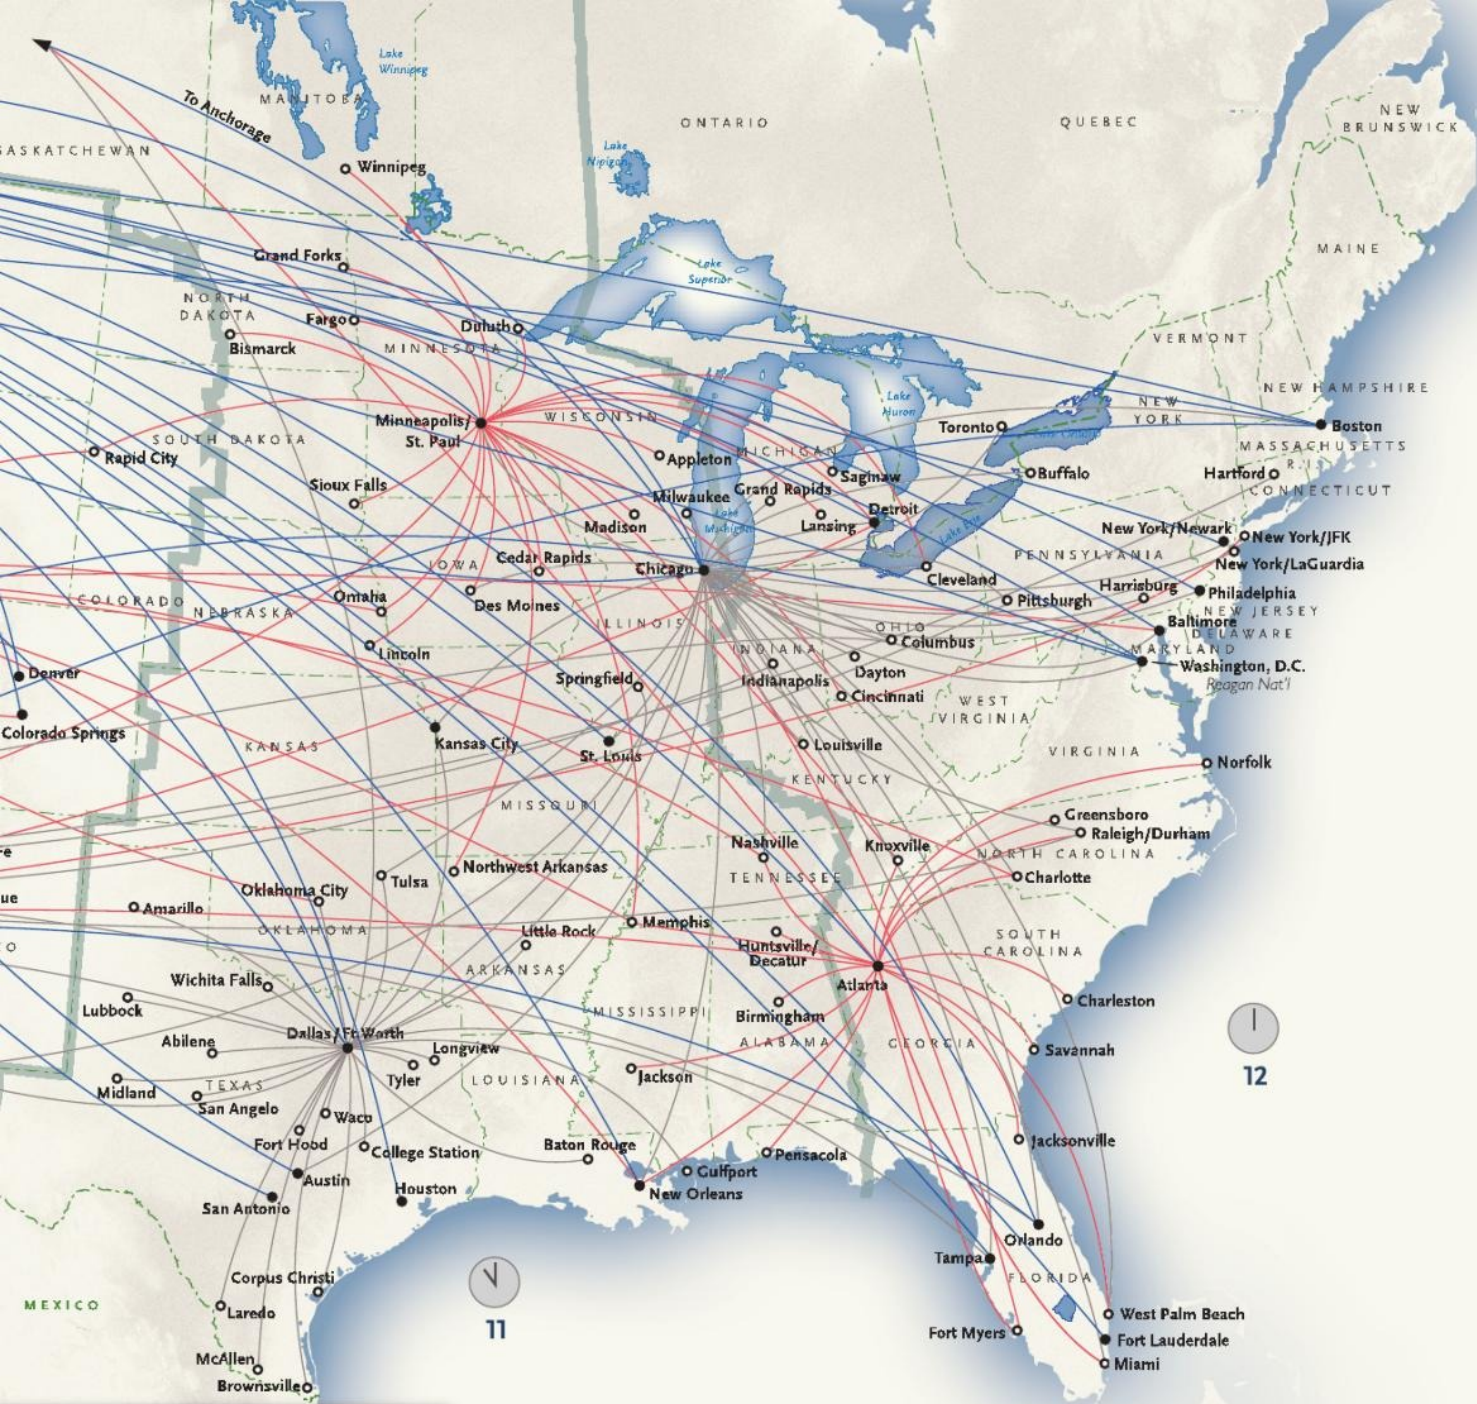 Lake
Winnipeg
MANITOBA
To Anchorage
ONTARIO
QUEBEC
NEW
BRUNSWICK
SASKATCHEWAN
Winnipeg
Lake
Nipigon
MAINE
Grand Forks
Lake
Superior
NORTH
DAKOTA
Fargo
Duluth
Bismarck
MINNESOTA
VERMONT
NEW HAMPSHIRE
Lake
Huron
NEW
YORK
Minneapolis/
St. Paul
WISCONSIN
Toronto
Boston
SOUTH DAKOTA
Rapid City
Appleton
MICHIGAN
MASSACHUSETTS
R.I.
Saginaw
Buffalo
Hartford
CONNECTICUT
Sioux Falls
Milwaukee
Grand Rapids
Madison
Lake
Michigan
Lansing
Detroit
Lake Erie
New York/Newark
New York/JFK
New York/LaGuardia
PENNSYLVANIA
IOWA
Cedar Rapids
Chicago
Cleveland
Harrisburg
Philadelphia
COLORADO
NEBRASKA
Omaha
Des Moines
Pittsburgh
NEW JERSEY
ILLINOIS
OHIO
Columbus
Baltimore
DELAWARE
MARYLAND
Lincoln
INDIANA
Indianapolis
Dayton
Washington, D.C.
Reagan Nat'l
Denver
Springfield
Cincinnati
WEST
VIRGINIA
Colorado Springs
KANSAS
Kansas City
St. Louis
Louisville
VIRGINIA
Norfolk
KENTUCKY
MISSOURI
Greensboro
Raleigh/Durham
re
Nashville
Knoxville
NORTH CAROLINA
Tulsa
Northwest Arkansas
TENNESSEE
Charlotte
ue
Oklahoma City
Amarillo
OKLAHOMA
Little Rock
Memphis
Huntsville/
Decatur
SOUTH
CAROLINA
O
ARKANSAS
Wichita Falls
Atlanta
Lubbock
MISSISSIPPI
Birmingham
Charleston
Abilene
Dallas/Ft. Worth
Longview
ALABAMA
GEORGIA
Savannah
12
Midland
TEXAS
San Angelo
Tyler
LOUISIANA
Jackson
Waco
Fort Hood
College Station
Baton Rouge
Gulfport
Pensacola
Jacksonville
Austin
San Antonio
Houston
New Orleans
Orlando
Tampa
FLORIDA
Corpus Christi
MEXICO
Laredo
11
Fort Myers
West Palm Beach
Fort Lauderdale
Miami
McAllen
Brownsville